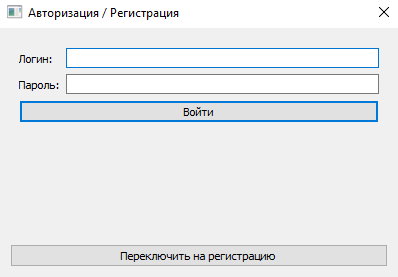 Авторизация / Регистрация
Логин:
Пароль:
Войти
Переключить на регистрацию